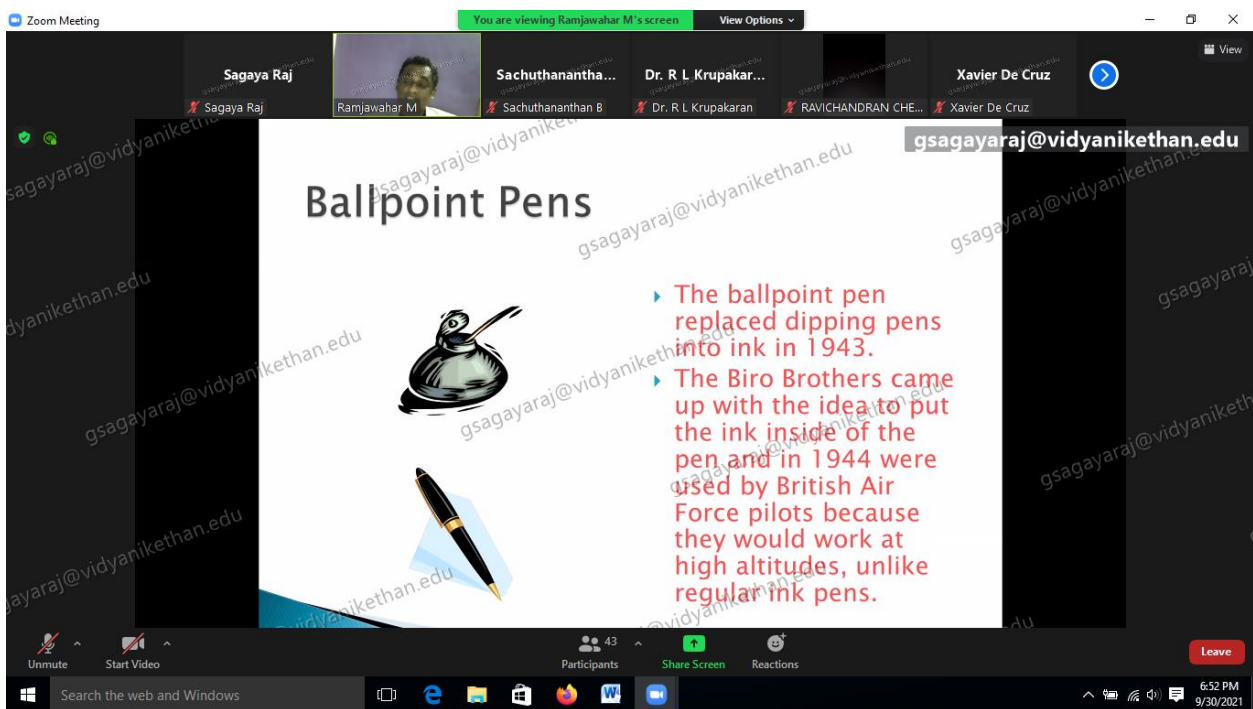 Zoom Meeting
You are viewing Ramjawahar M's screen View Options
View
Sagaya Raj
Sachuthanantha...
Dr. R L Krupakar...
Xavier De Cruz
Sagaya Raj
Ramjawahar M
Sachuthananthan B
Dr. R L Krupakaran
RAVICHANDRAN CHE...
Xavier De Cruz
gsagayaraj@vidyanikethan.edu
Ballpoint Pens
The ballpoint pen
replaced dipping pens
into ink in 1943.
The Biro Brothers came
up with the idea to put
the ink inside of the
pen and in 1944 were
used by British Air
Force pilots because
they would work at
high altitudes, unlike
regular ink pens.
Unmute
Start Video
43
Participants
Share Screen
Reactions
Leave
Search the web and Windows
6:52 PM
9/30/2021